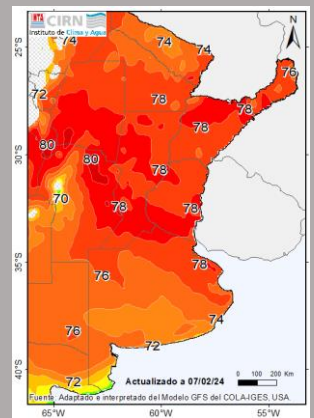 INTA CIRN
Instituto de Clima y Agua
N
25°S
30°S
35°S
40°S
74
74
74
76
72
78
78
78
80
80
78
70
78
78
78
76
74
76
72
72
Actualizado a 07/02/24
0 100 200 Km
Fuente: Adaptado e interpretado del Modelo GFS del COLA-IGES, USA
65°W 60°W 55°W